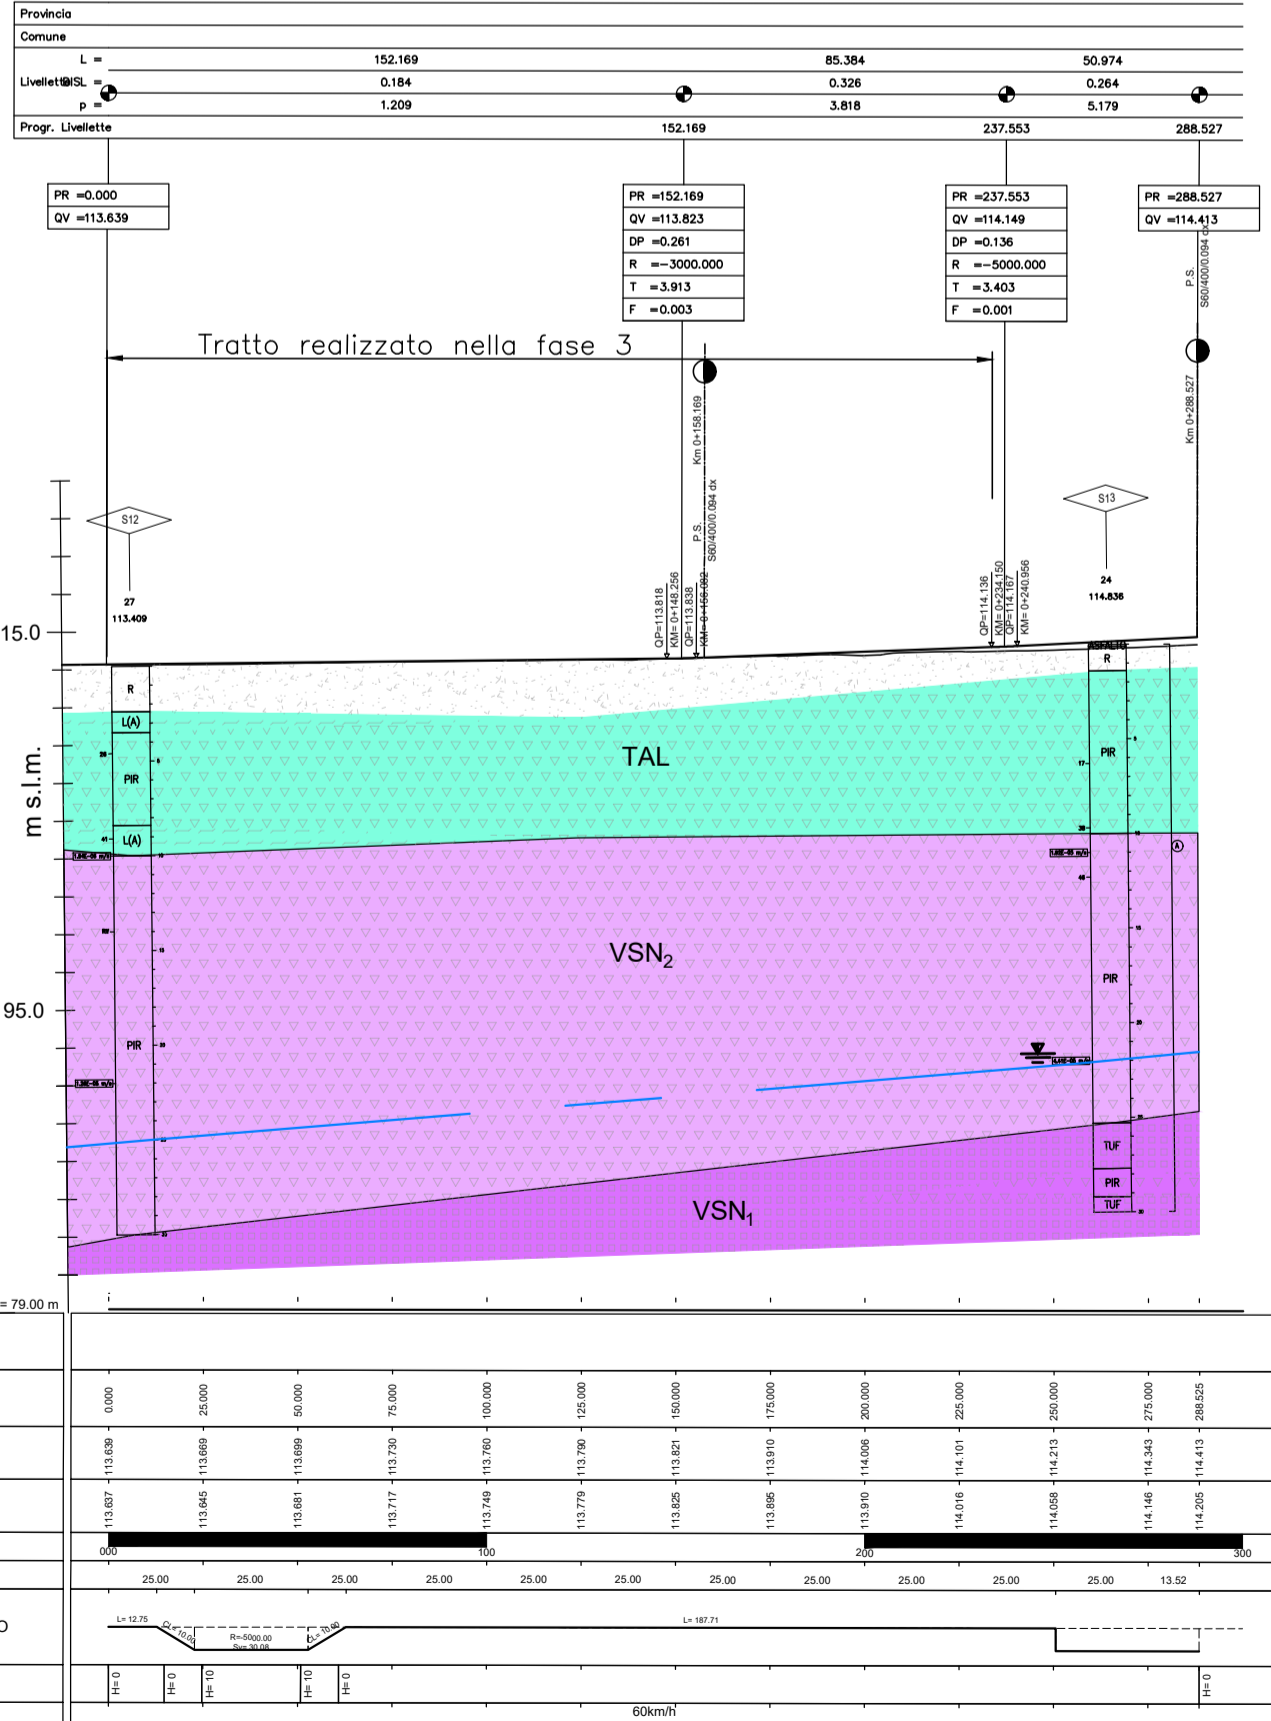 Provincia
Comune
L = 152.169 85.384 50.974
Livellette DISL = 0.184 0.326 0.264
p = 1.209 3.818 5.179
Progr. Livellette 152.169 237.553 288.527
PR =0.000
QV =113.639
PR =152.169
QV =113.823
DP =0.261
R =-3000.000
T =3.913
F =0.003
PR =237.553
QV =114.149
DP =0.136
R =-5000.000
T =3.403
F =0.001
PR =288.527
QV =114.413
P.S.
S60/400/0.094 dx
Km 0+288.527
Tratto realizzato nella fase 3
Km 0+158.169
P.S.
S60/400/0.094 dx
S12
27
113.409
S13
24
114.836
QP=113.818
KM= 0+148.256
QP=113.838
KM= 0+156.082
QP=114.136
KM= 0+234.150
QP=114.167
KM= 0+240.956
15.0
95.0
m s.l.m.
R
L(A)
PIR
L(A)
PIR
ASFALTO
R
PIR
PIR
TUF
PIR
TUF
A
TAL
VSN2
VSN1
= 79.00 m
0.000 25.000 50.000 75.000 100.000 125.000 150.000 175.000 200.000 225.000 250.000 275.000 288.525
113.639 113.669 113.699 113.730 113.760 113.790 113.821 113.910 114.006 114.101 114.213 114.343 114.413
113.637 113.645 113.681 113.717 113.749 113.779 113.825 113.895 113.910 114.016 114.058 114.146 114.205
000 100 200 300
25.00 25.00 25.00 25.00 25.00 25.00 25.00 25.00 25.00 25.00 25.00 13.52
O
L= 12.75
CL= 10.00
R=-5000.00
Sv= 30.08
CL= 10.00
L= 187.71
H= 0 H= 0 H= 10 H= 10 H= 0 H= 0
60km/h